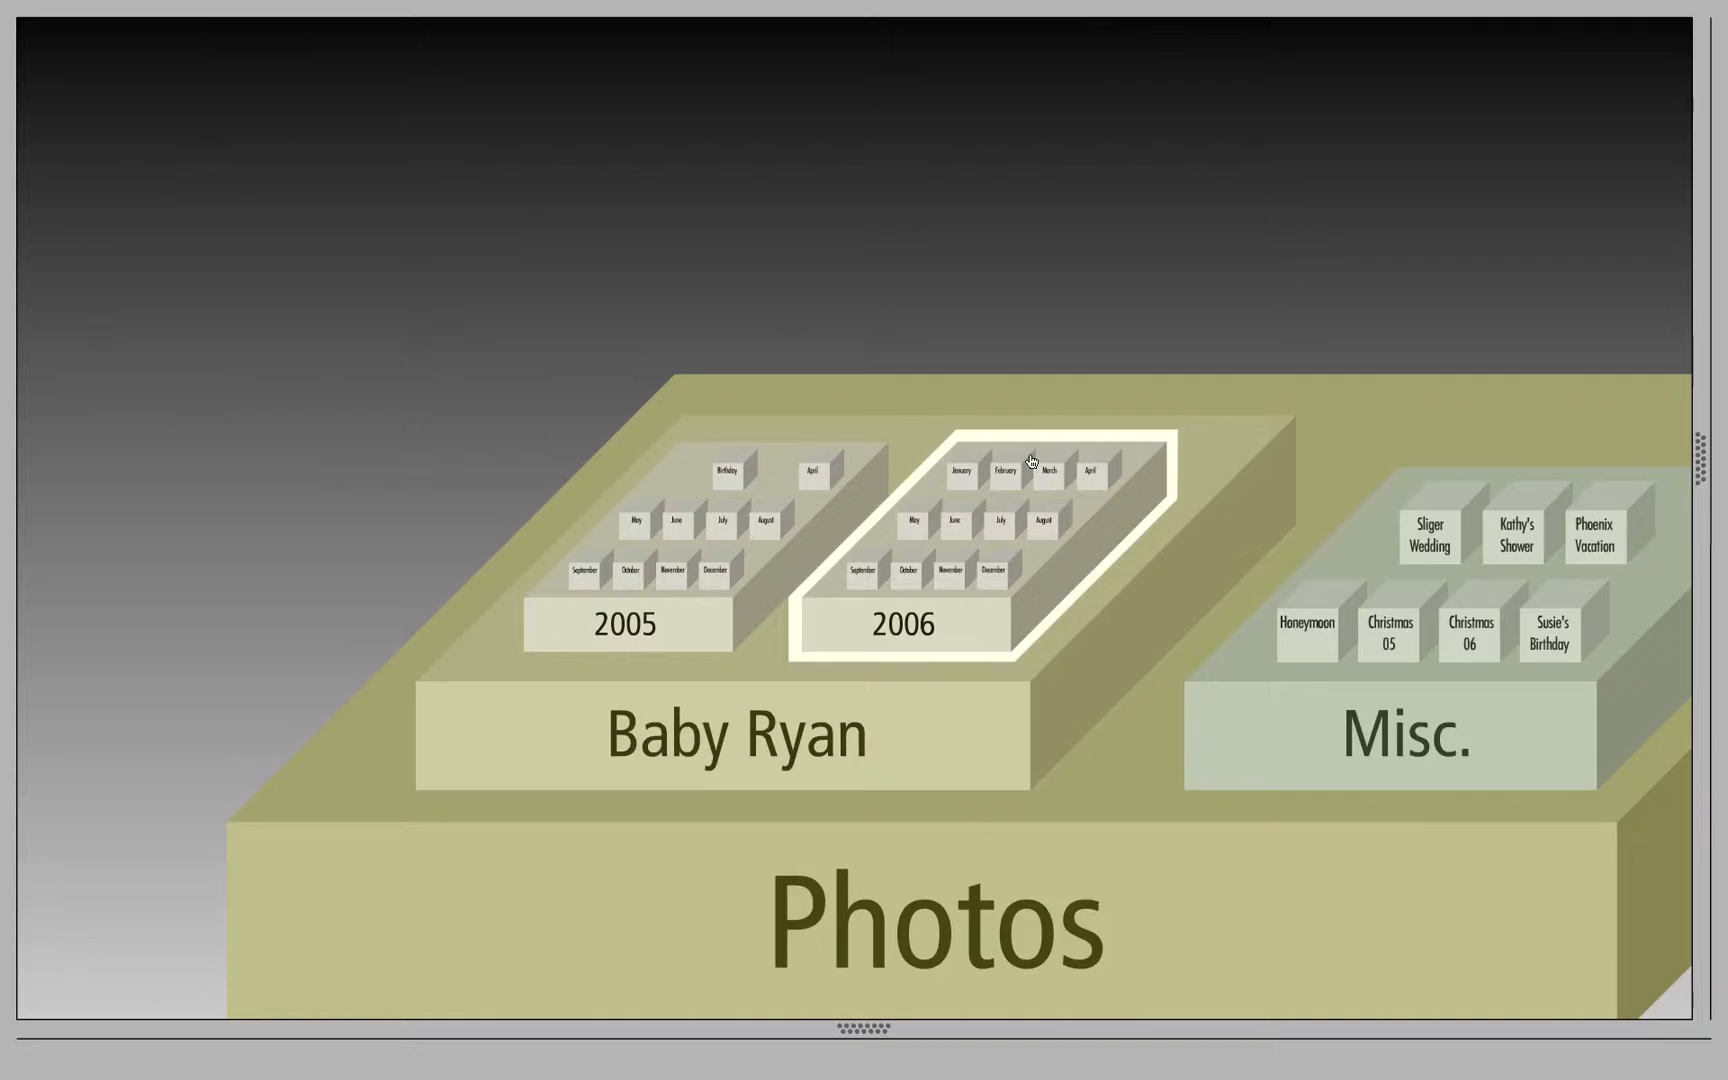 Birthday April
May June July August
September October November December
2005
January February March April
May June July August
September October November December
2006
Baby Ryan
Sliger
Wedding
Kathy's
Shower
Phoenix
Vacation
Honeymoon
Christmas
05
Christmas
06
Susie's
Birthday
Misc.
Photos